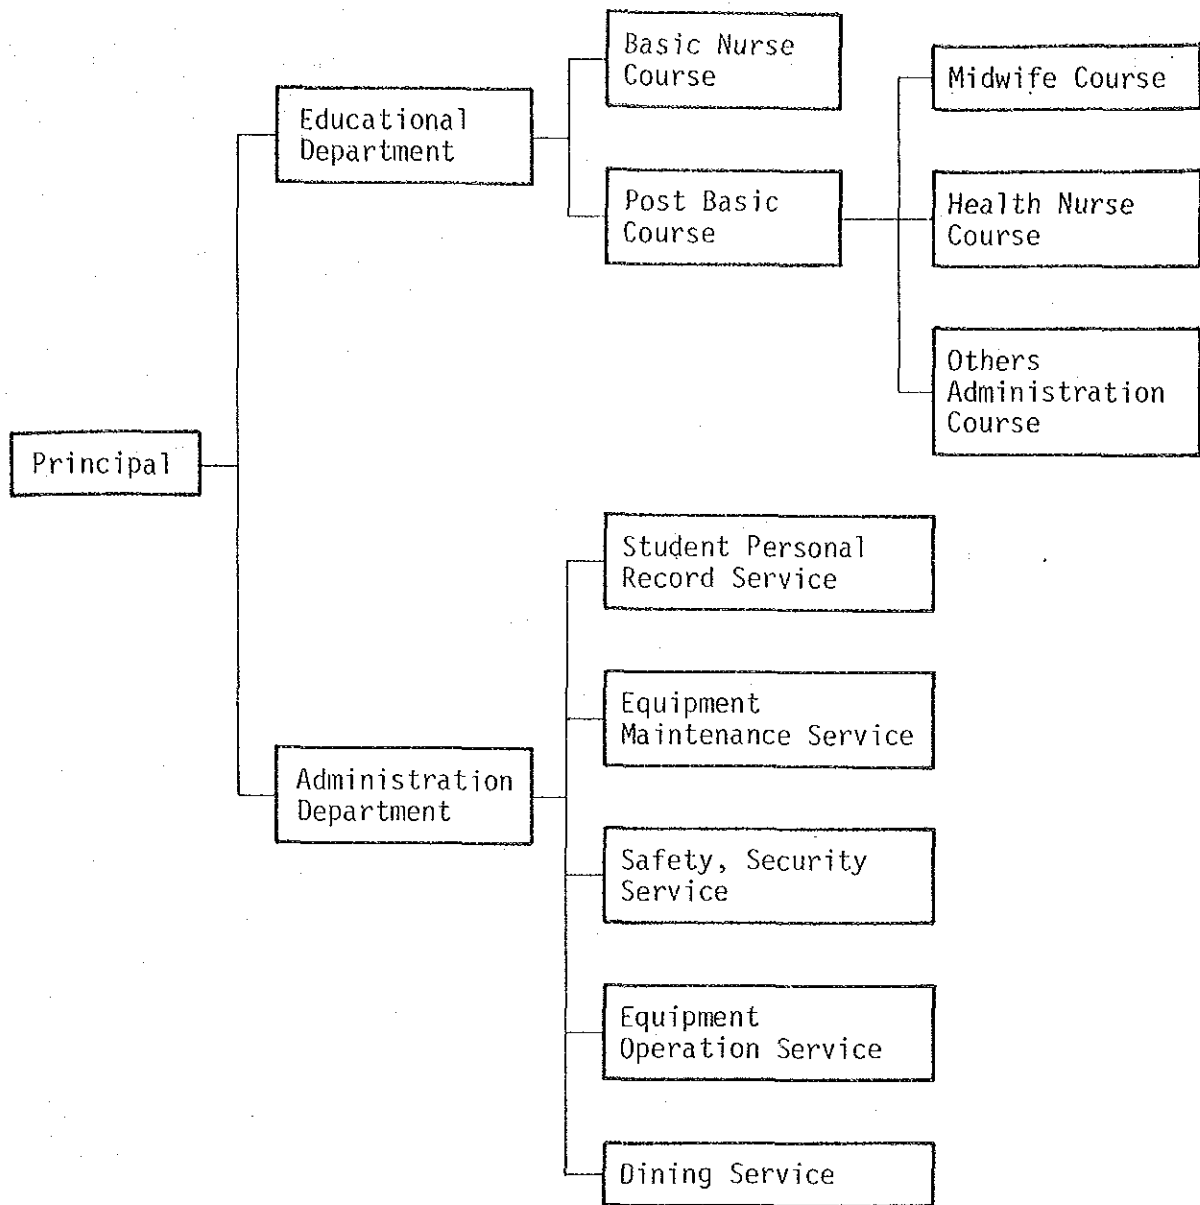 Basic Nurse
Course
Midwife Course
Educational
Department
Post Basic
Course
Health Nurse
Course
Others
Administration
Course
Principal
Student Personal
Record Service
Equipment
Maintenance Service
Administration
Department
Safety, Security
Service
Equipment
Operation Service
Dining Service